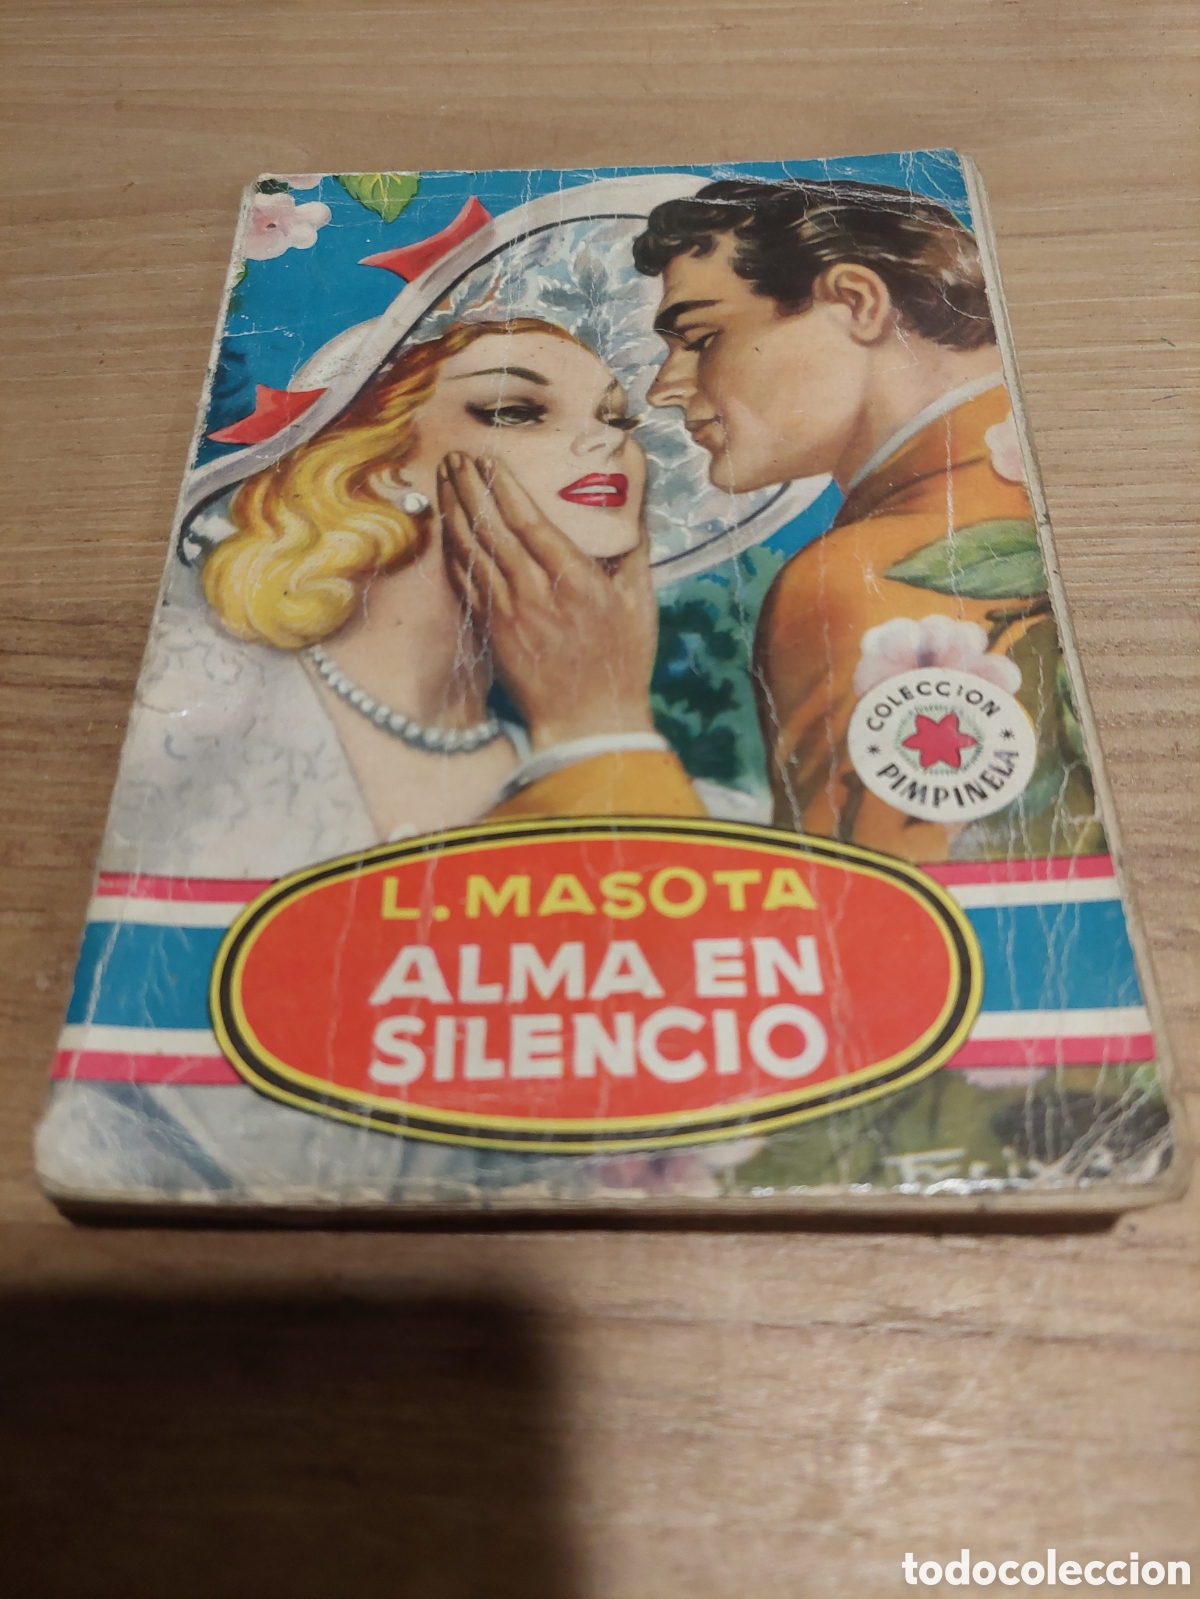 COLECCION
* PIMPINELA *
L. MASOTA
ALMA EN
SILENCIO
todocoleccion